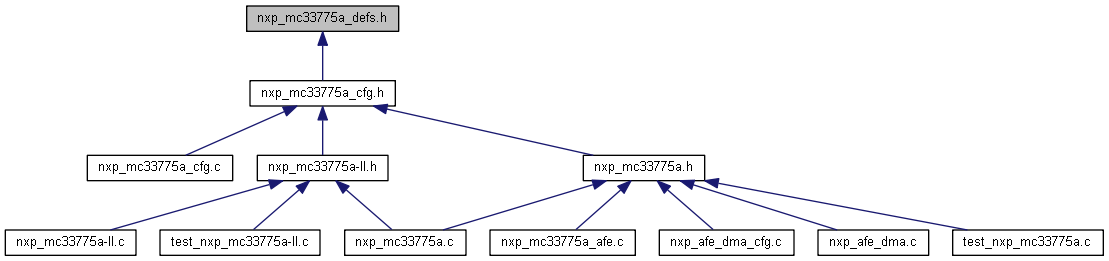 nxp_mc33775a_defs.h
nxp_mc33775a_cfg.h
nxp_mc33775a_cfg.c
nxp_mc33775a-ll.h
nxp_mc33775a.h
nxp_mc33775a-ll.c
test_nxp_mc33775a-ll.c
nxp_mc33775a.c
nxp_mc33775a_afe.c
nxp_afe_dma_cfg.c
nxp_afe_dma.c
test_nxp_mc33775a.c